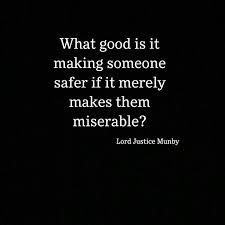 What good is it
making someone
safer if it merely
makes them
miserable?
Lord Justice Munby